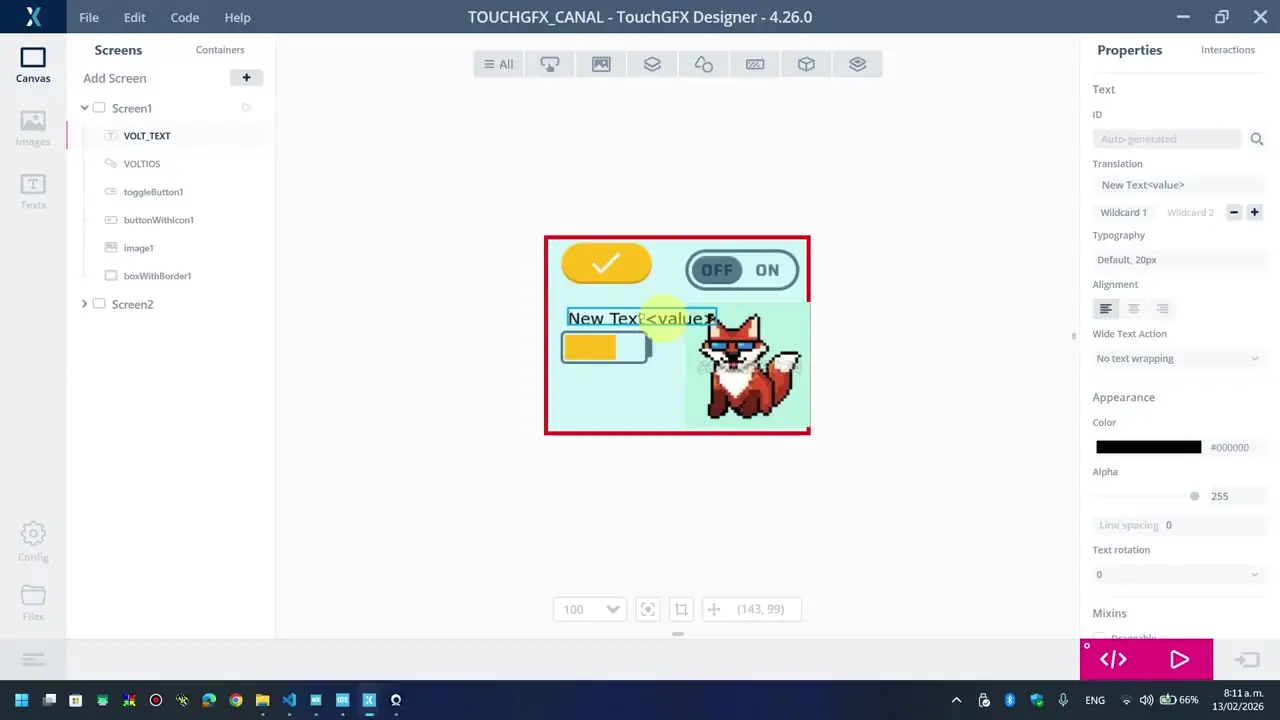 File Edit Code Help
TOUCHGFX_CANAL - TouchGFX Designer - 4.26.0
Canvas
Images
Texts
Config
Files
Screens Containers
Add Screen +
Screen1
VOLT_TEXT
VOLTIOS
toggleButton1
buttonWithIcon1
image1
boxWithBorder1
Screen2
All
OFF ON
New Text<value>
100
(143, 99)
Properties Interactions
Text
ID
Auto-generated
Translation
New Text<value>
Wildcard 1 Wildcard 2 - +
Typography
Default, 20px
Alignment
Wide Text Action
No text wrapping
Appearance
Color
#000000
Alpha
255
Line spacing 0
Text rotation
0
Mixins
Draggable
ENG
66%
8:11 a. m.
13/02/2026